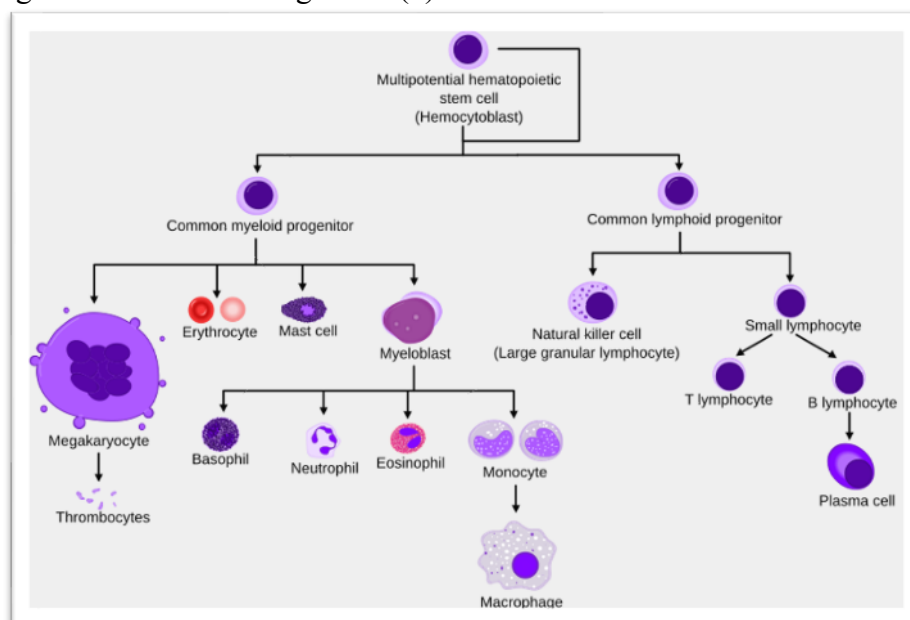 Multipotential hematopoietic
stem cell
(Hemocytoblast)
Common myeloid progenitor
Common lymphoid progenitor
Erythrocyte
Mast cell
Myeloblast
Natural killer cell
(Large granular lymphocyte)
Small lymphocyte
T lymphocyte
B lymphocyte
Megakaryocyte
Basophil
Neutrophil
Eosinophil
Monocyte
Plasma cell
Thrombocytes
Macrophage